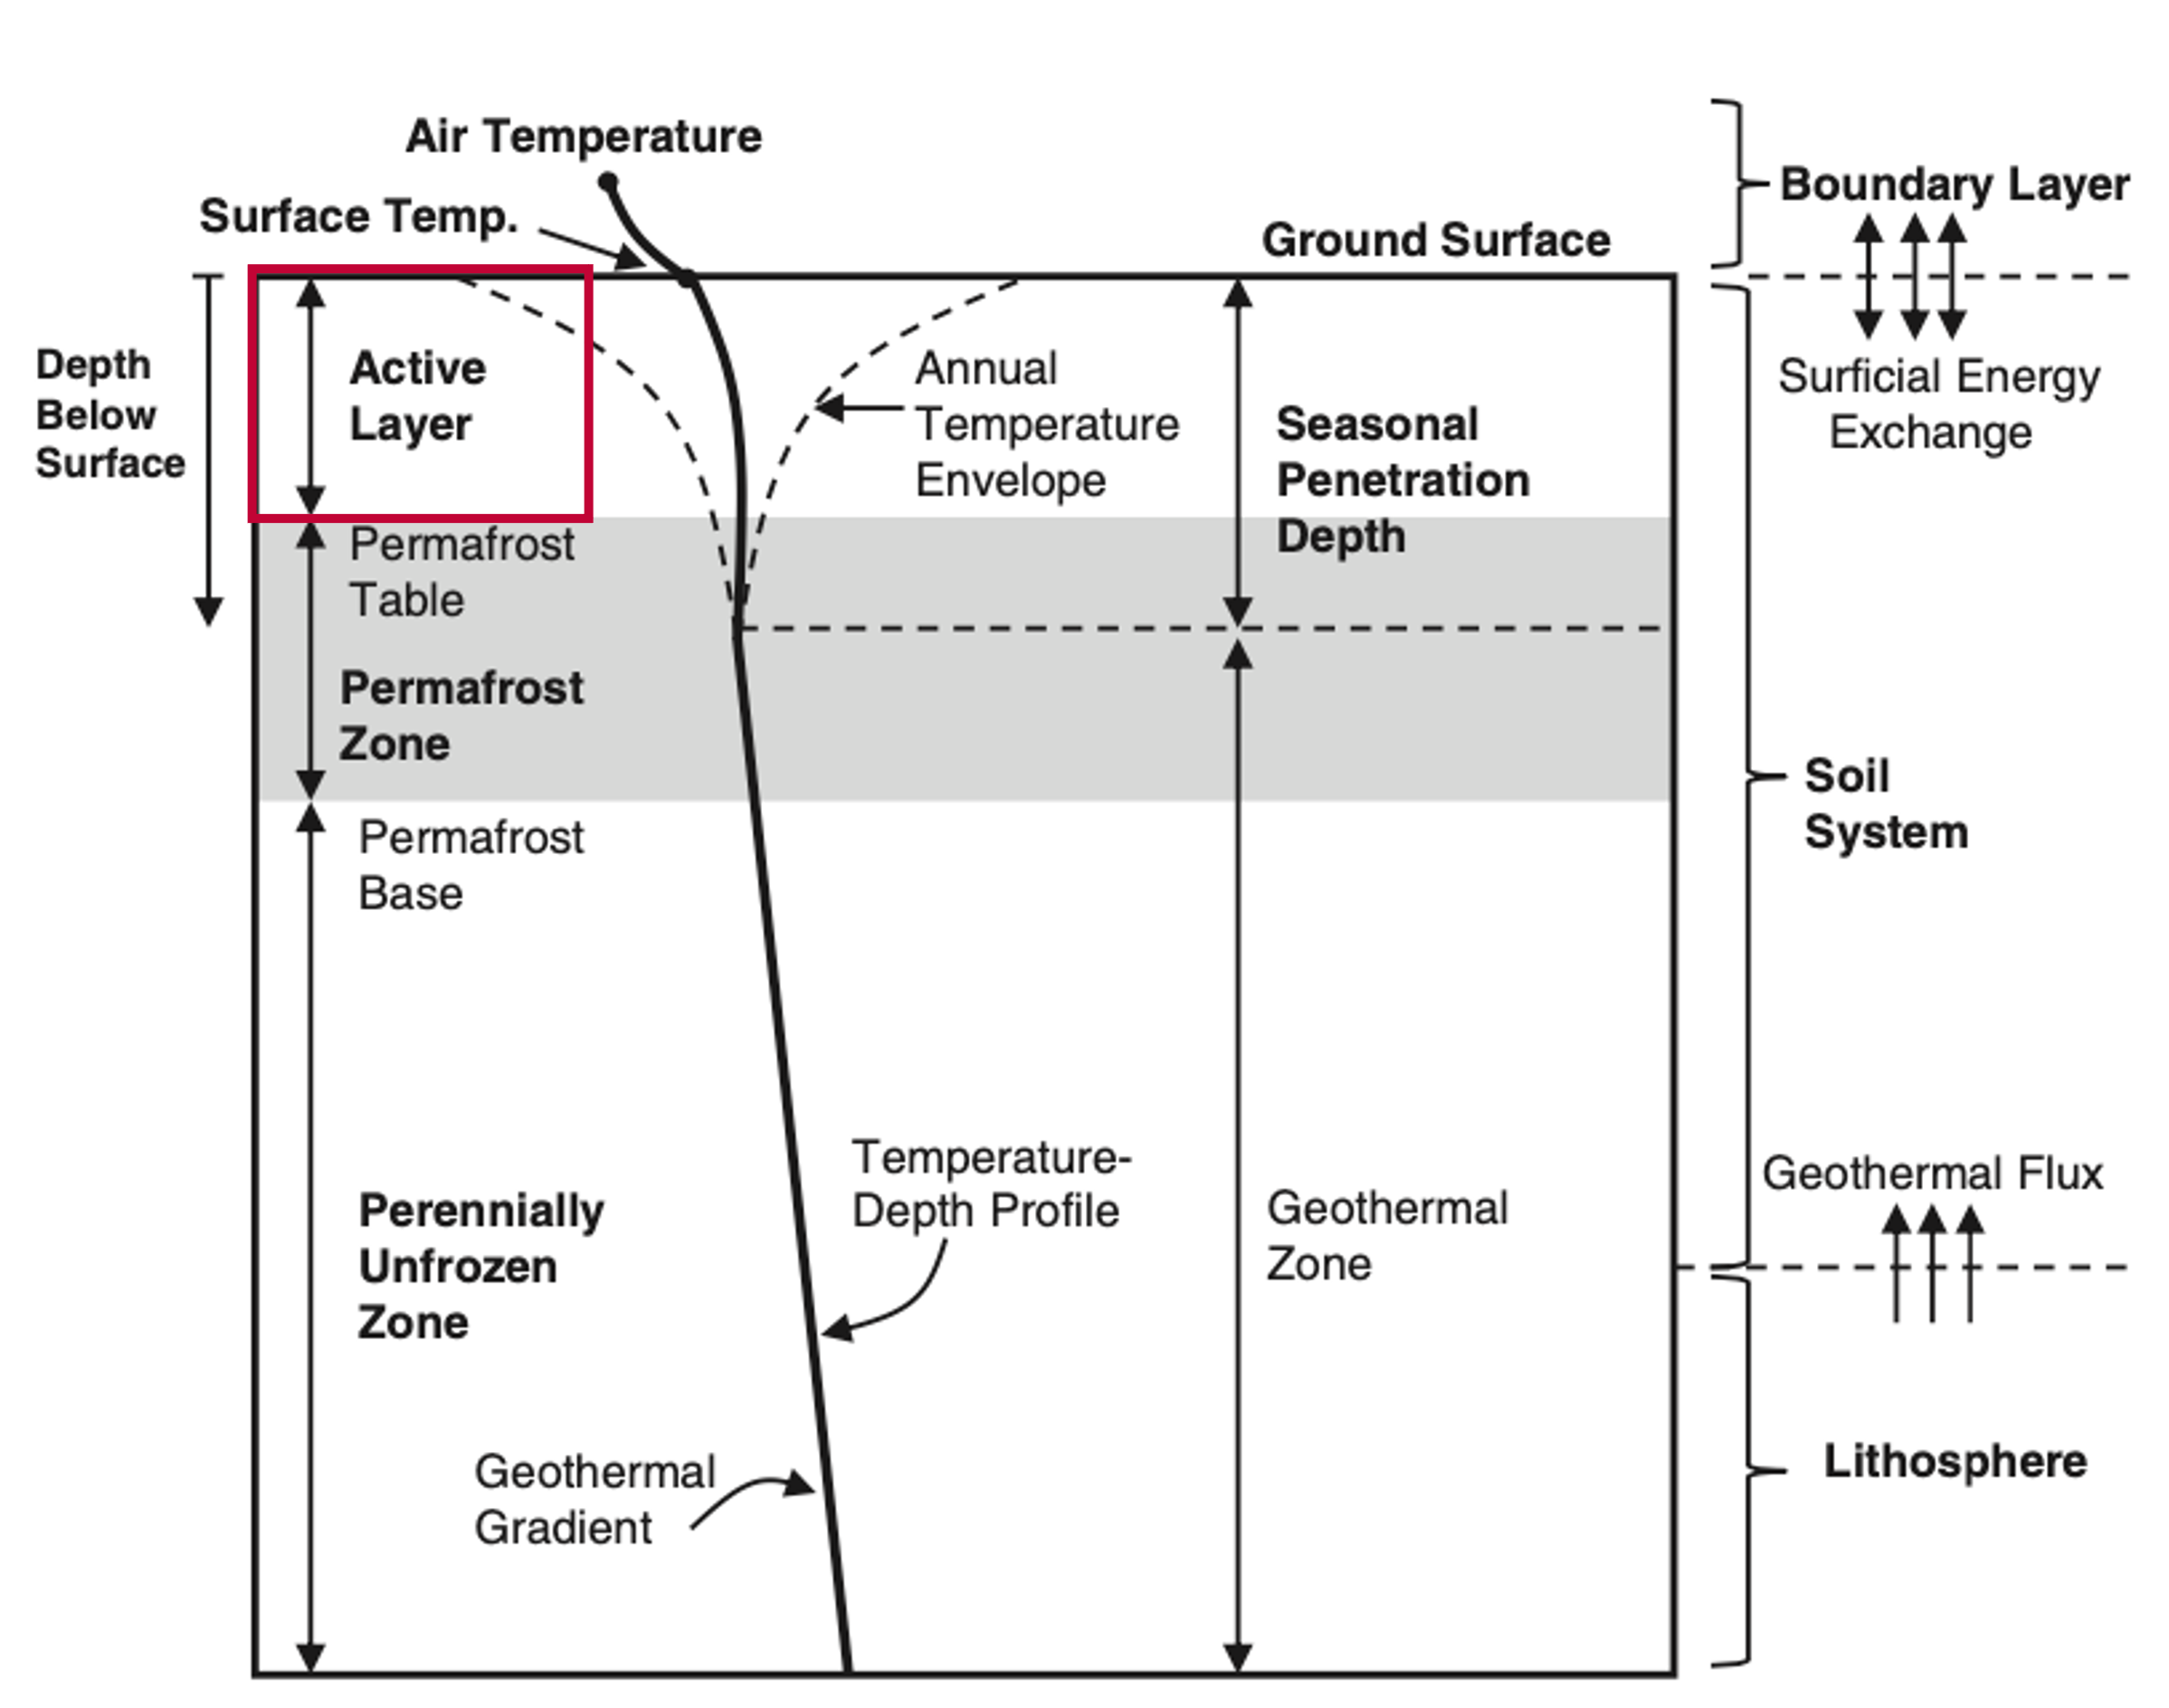 Air Temperature
Surface Temp.
Ground Surface
Boundary Layer
Depth
Below
Surface
Active
Layer
Annual
Temperature
Envelope
Seasonal
Penetration
Depth
Surficial Energy
Exchange
Permafrost
Table
Permafrost
Zone
Soil
System
Permafrost
Base
Perennially
Unfrozen
Zone
Temperature-
Depth Profile
Geothermal
Zone
Geothermal Flux
Geothermal
Gradient
Lithosphere